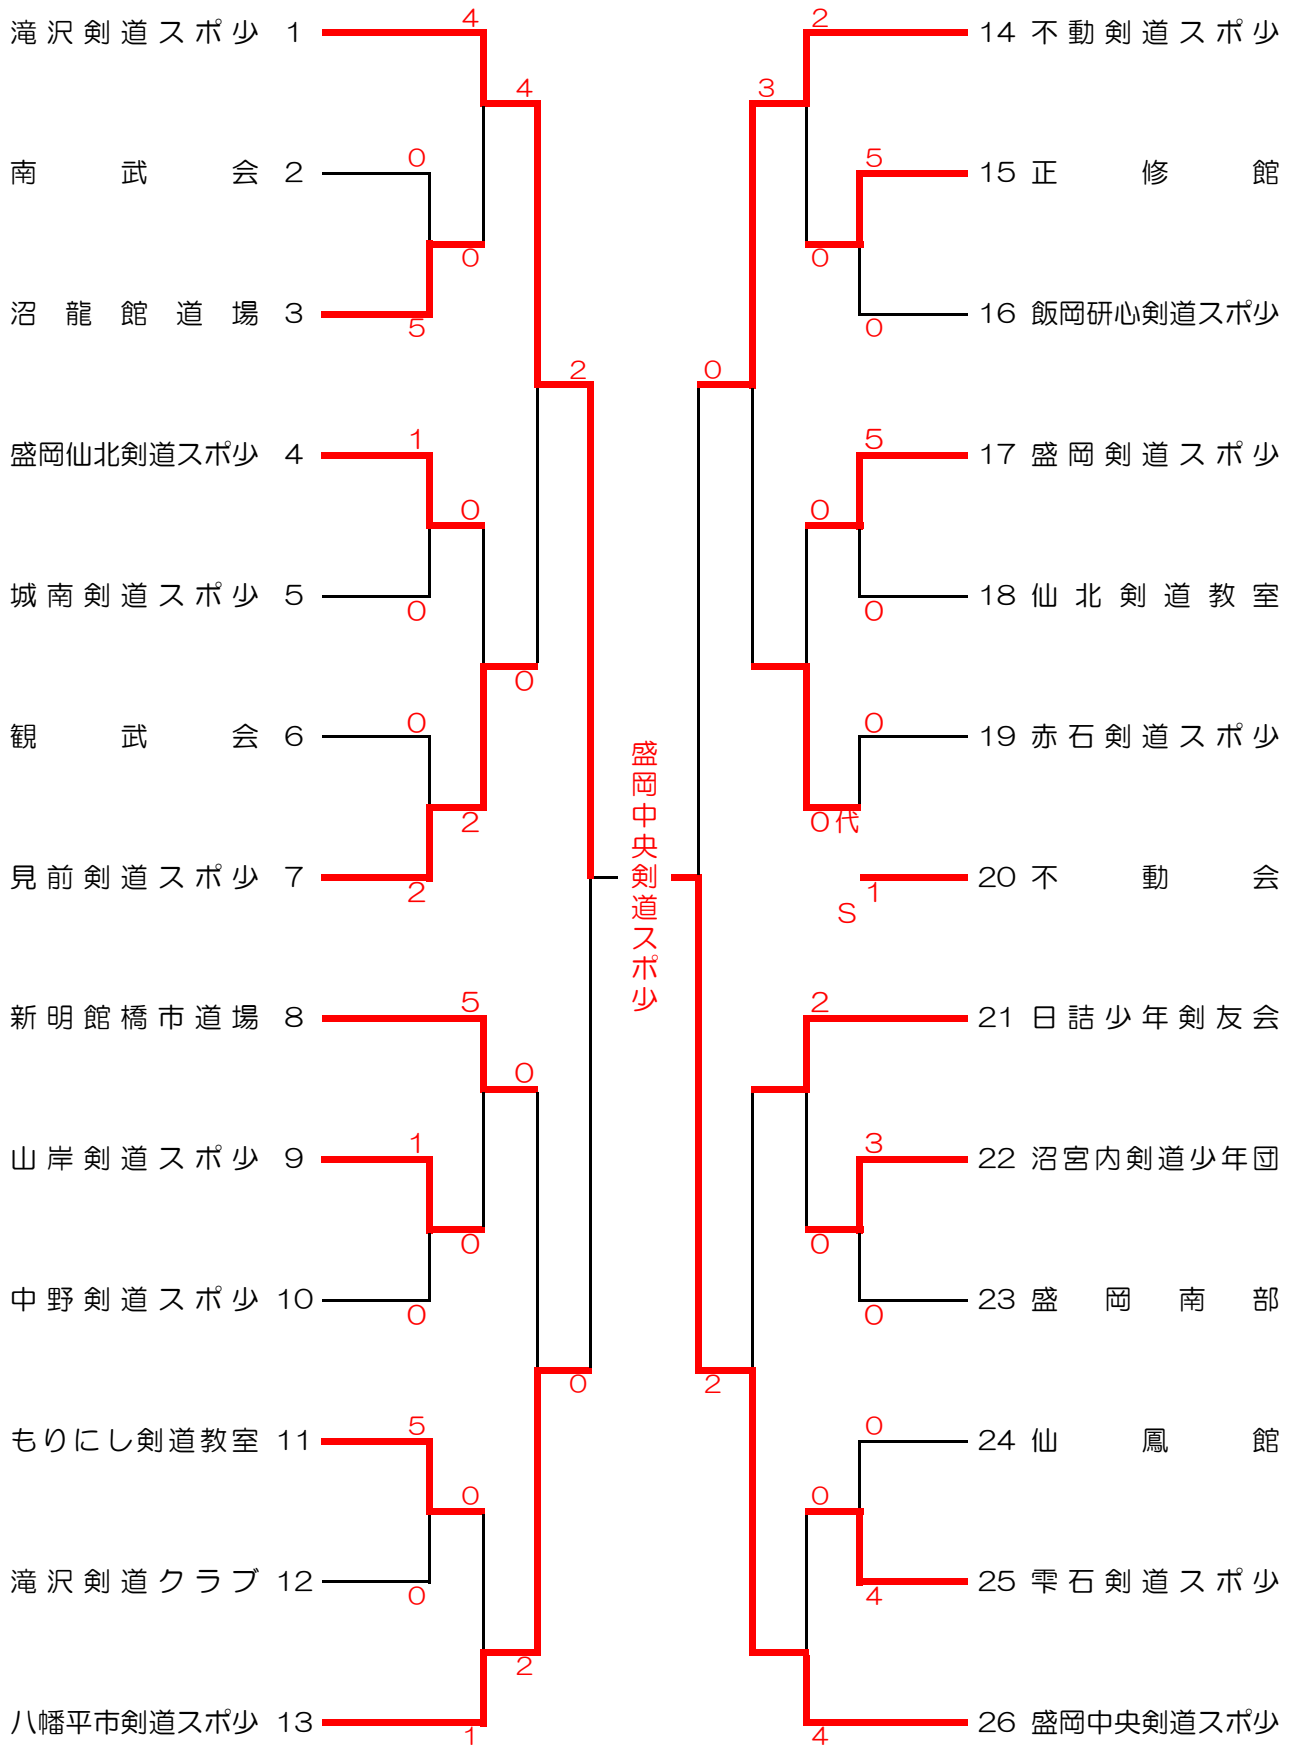 滝沢剣道スポ少 1
4
4
南武会 2
0
0
沼龍館道場 3
5
2
盛岡仙北剣道スポ少 4
1
0
城南剣道スポ少 5
0
0
観武会 6
0
2
見前剣道スポ少 7
2
新明館橋市道場 8
5
0
山岸剣道スポ少 9
1
0
中野剣道スポ少 10
0
0
もりにし剣道教室 11
5
0
滝沢剣道クラブ 12
0
2
八幡平市剣道スポ少 13
1
盛岡中央剣道スポ少
2
14 不動剣道スポ少
3
5
15 正修館
0
16 飯岡研心剣道スポ少
0
0
5
17 盛岡剣道スポ少
0
18 仙北剣道教室
0
0
19 赤石剣道スポ少
0代
20 不動会
1
S
2
21 日詰少年剣友会
3
22 沼宮内剣道少年団
0
23 盛岡南部
0
2
0
24 仙鳳館
0
25 雫石剣道スポ少
4
26 盛岡中央剣道スポ少
4